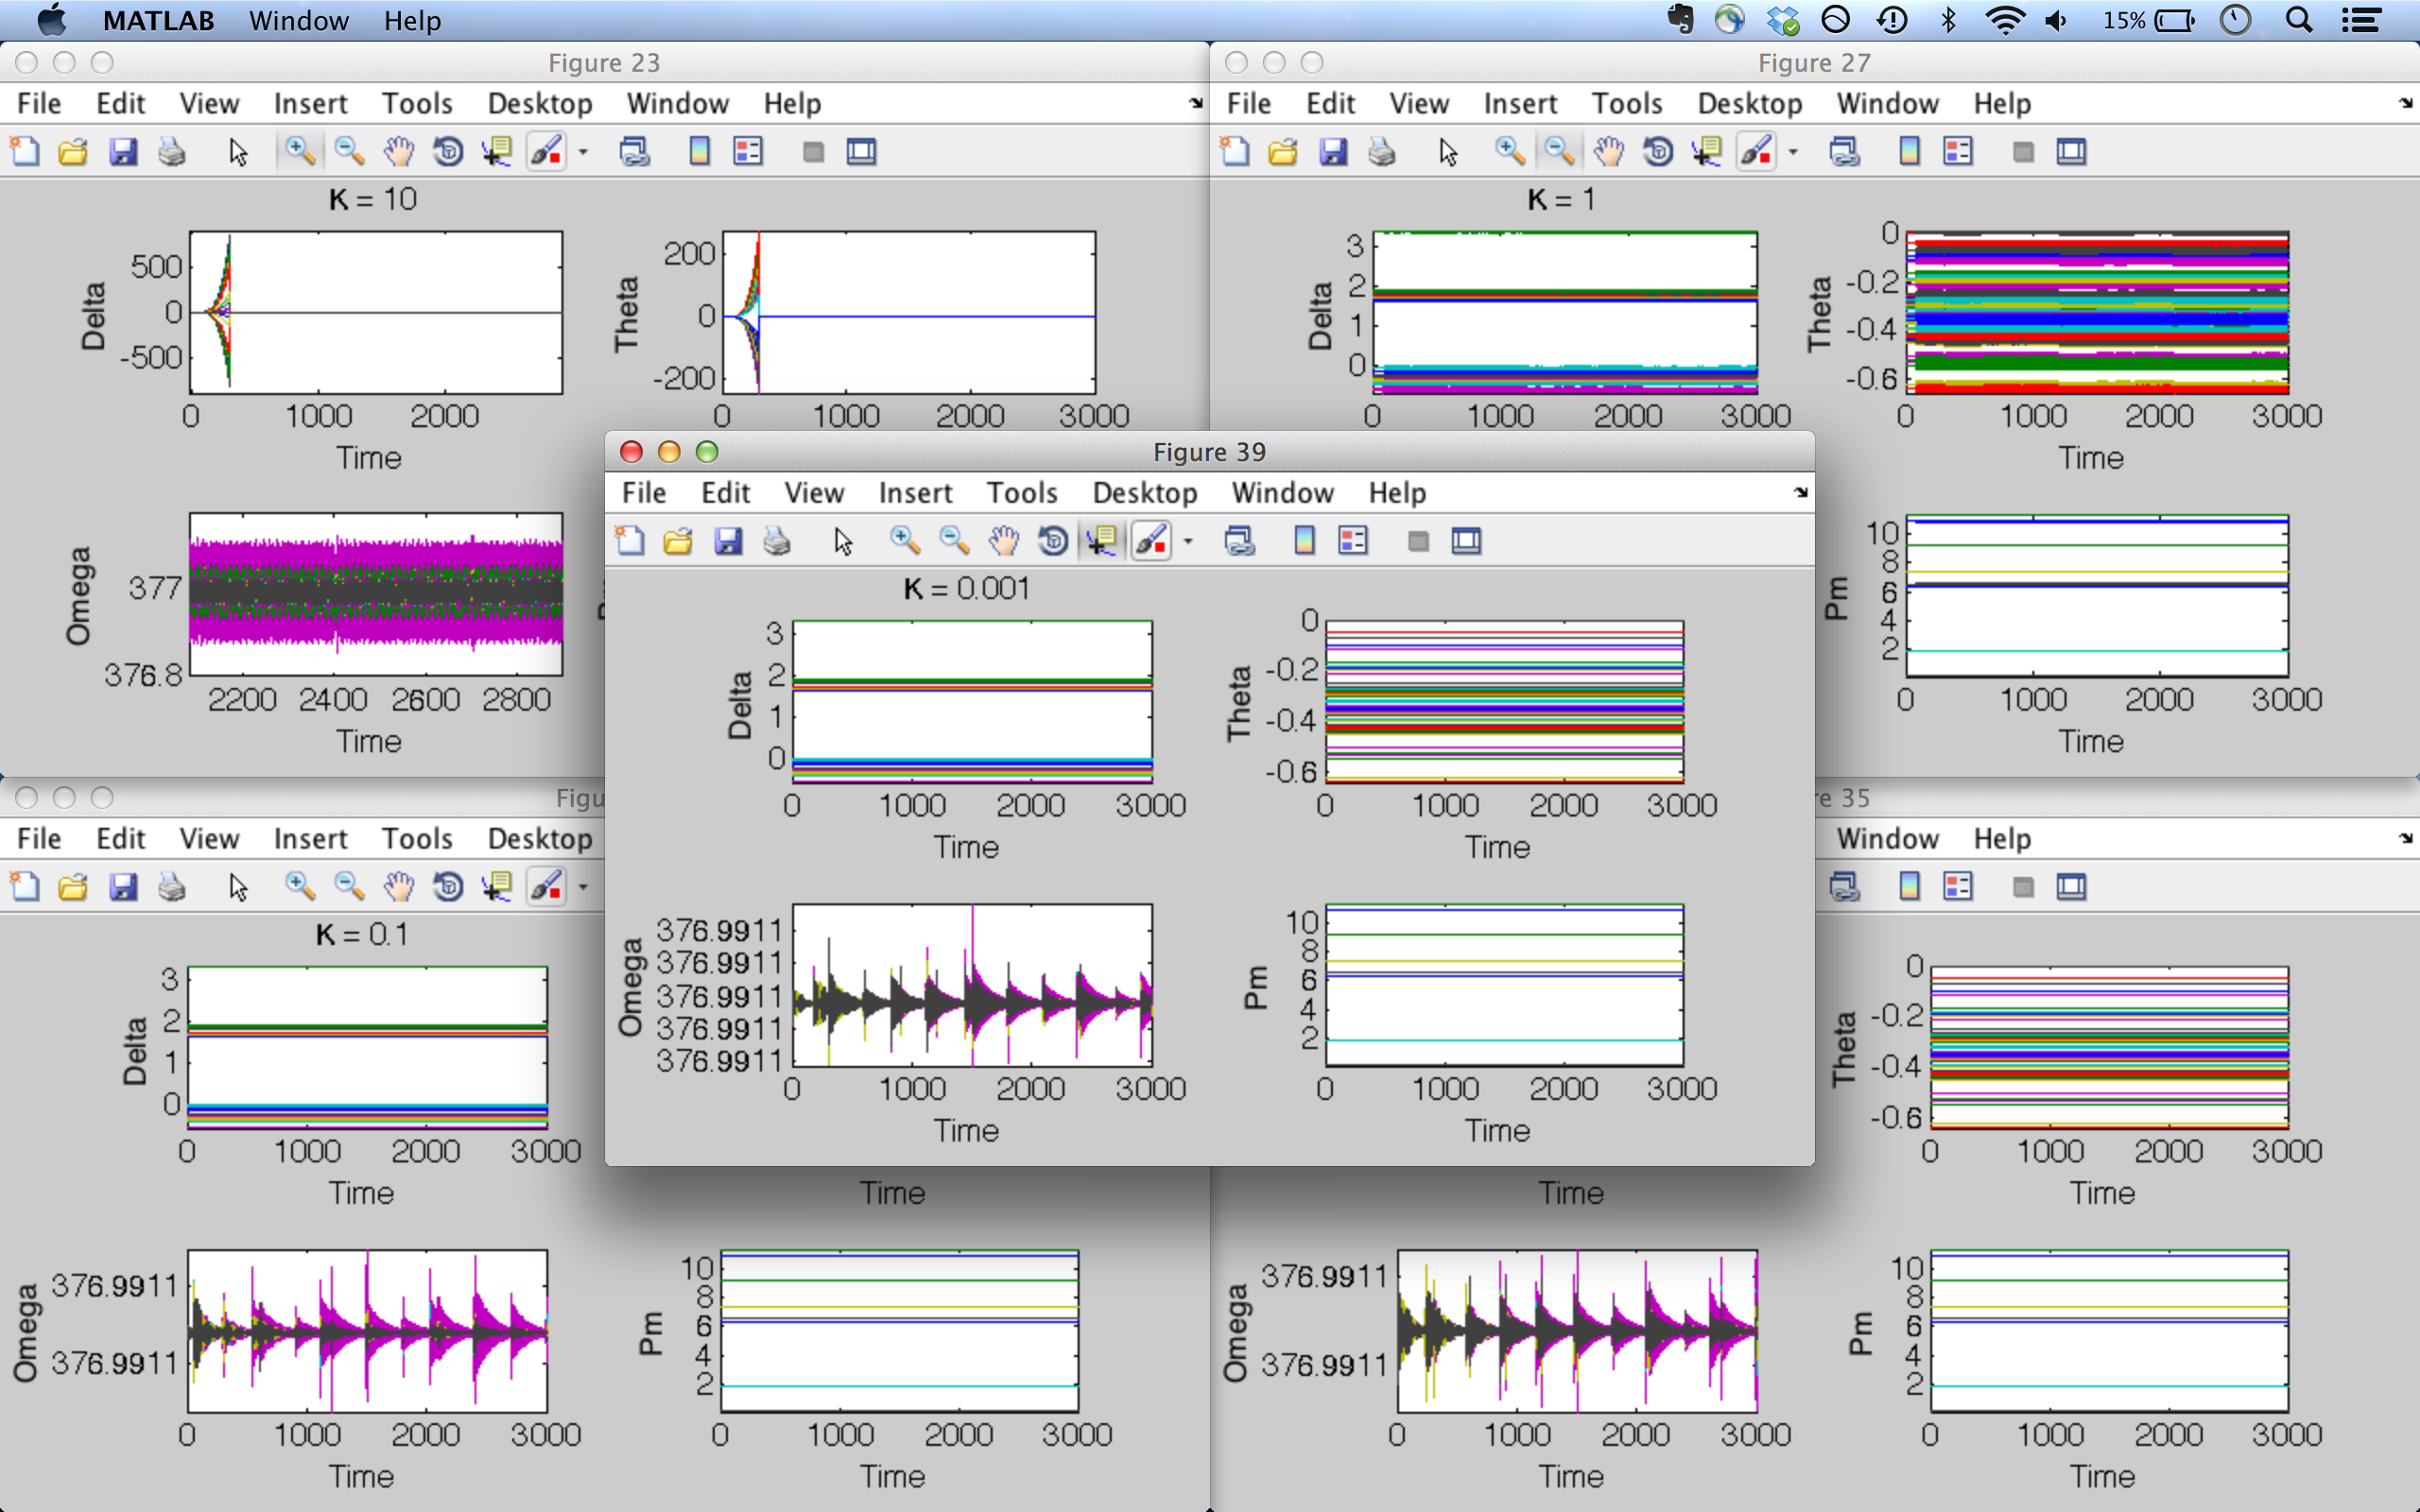 MATLAB Window Help
15%
Figure 23
File Edit View Insert Tools Desktop Window Help
K = 10
Delta
500
0
-500
0 1000 2000
Time
Theta
200
0
-200
0 1000 2000 3000
Omega
377
376.8
2200 2400 2600 2800
Time
Figure 27
File Edit View Insert Tools Desktop Window Help
K = 1
Delta
3
2
1
0
0 1000 2000 3000
Theta
0
-0.2
-0.4
-0.6
0 1000 2000 3000
Time
Pm
10
8
6
4
2
0 1000 2000 3000
Time
Figure 39
File Edit View Insert Tools Desktop Window Help
K = 0.001
Delta
3
2
1
0
0 1000 2000 3000
Time
Theta
0
-0.2
-0.4
-0.6
0 1000 2000 3000
Time
Omega
376.9911
376.9911
376.9911
376.9911
376.9911
0 1000 2000 3000
Time
Pm
10
8
6
4
2
0 1000 2000 3000
Time
Figu
File Edit View Insert Tools Desktop
K = 0.1
Delta
3
2
1
0
0 1000 2000 3000
Time
Time
Omega
376.9911
376.9911
0 1000 2000 3000
Time
Pm
10
8
6
4
2
0 1000 2000 3000
Time
re 35
Window Help
Time
Theta
0
-0.2
-0.4
-0.6
0 1000 2000 3000
Time
Omega
376.9911
376.9911
0 1000 2000 3000
Time
Pm
10
8
6
4
2
0 1000 2000 3000
Time